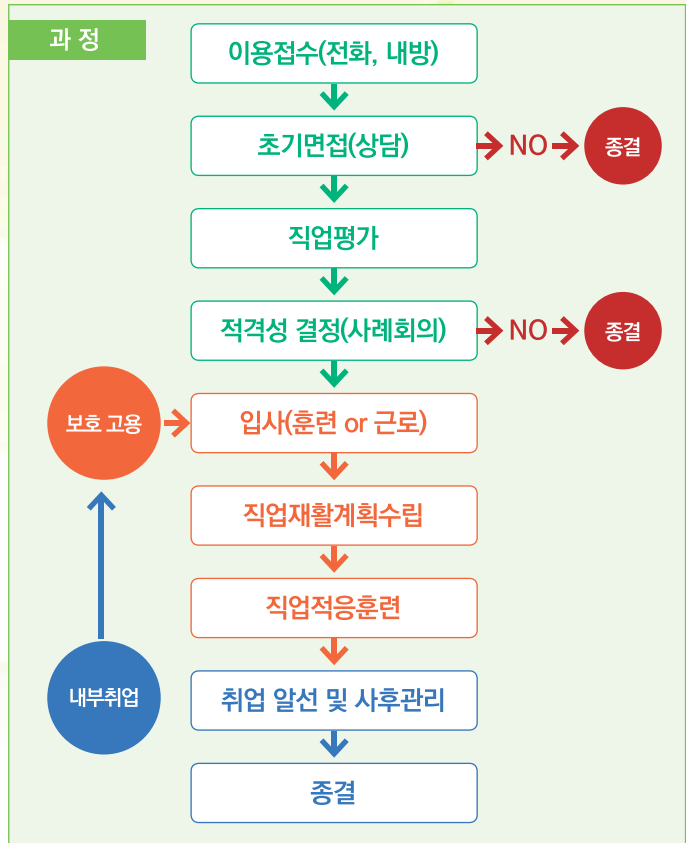 과 정
이용접수(전화, 내방)
초기면접(상담)
NO
종결
직업평가
적격성 결정(사례회의)
NO
종결
보호 고용
입사(훈련 or 근로)
직업재활계획수립
직업적응훈련
내부취업
취업 알선 및 사후관리
종결